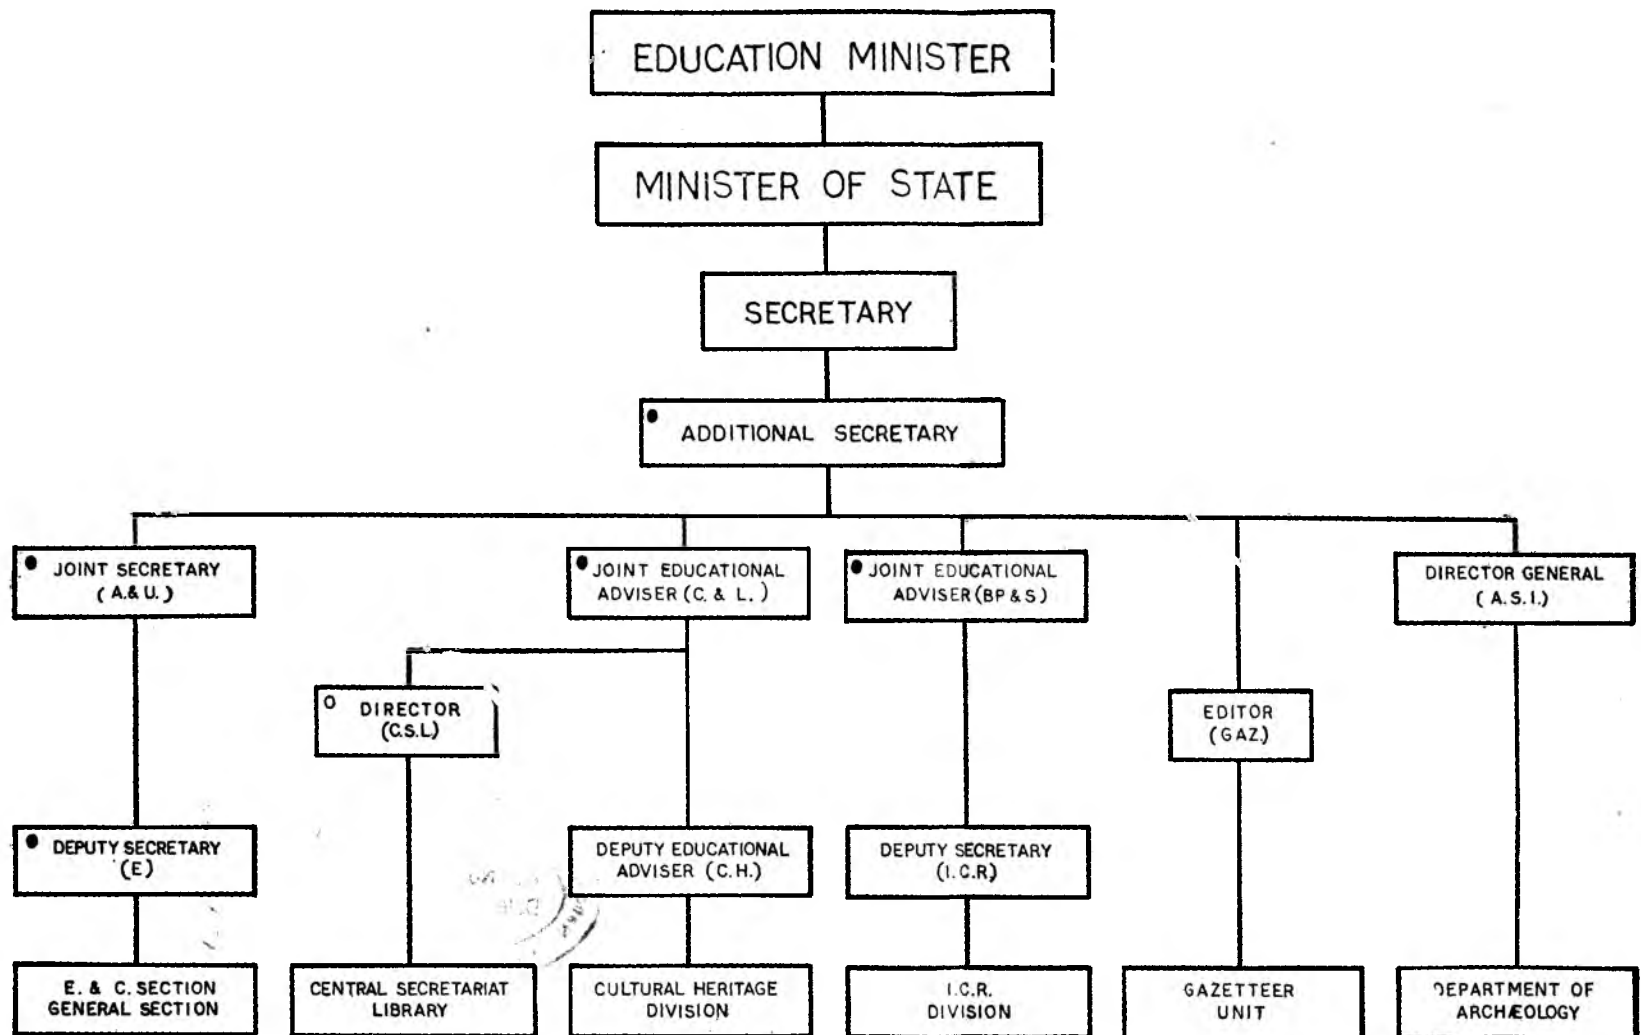 EDUCATION MINISTER
MINISTER OF STATE
SECRETARY
ADDITIONAL SECRETARY
JOINT SECRETARY
(A.& U.)
JOINT EDUCATIONAL
ADVISER (C. & L.)
JOINT EDUCATIONAL
ADVISER (BP & S)
DIRECTOR GENERAL
(A.S.I.)
DIRECTOR
(C.S.L)
EDITOR
(GAZ.)
DEPUTY SECRETARY
(E)
DEPUTY EDUCATIONAL
ADVISER (C.H.)
DEPUTY SECRETARY
(I.C.R)
E. & C. SECTION
GENERAL SECTION
CENTRAL SECRETARIAT
LIBRARY
CULTURAL HERITAGE
DIVISION
I.C.R.
DIVISION
GAZETTEER
UNIT
DEPARTMENT OF
ARCHÆOLOGY